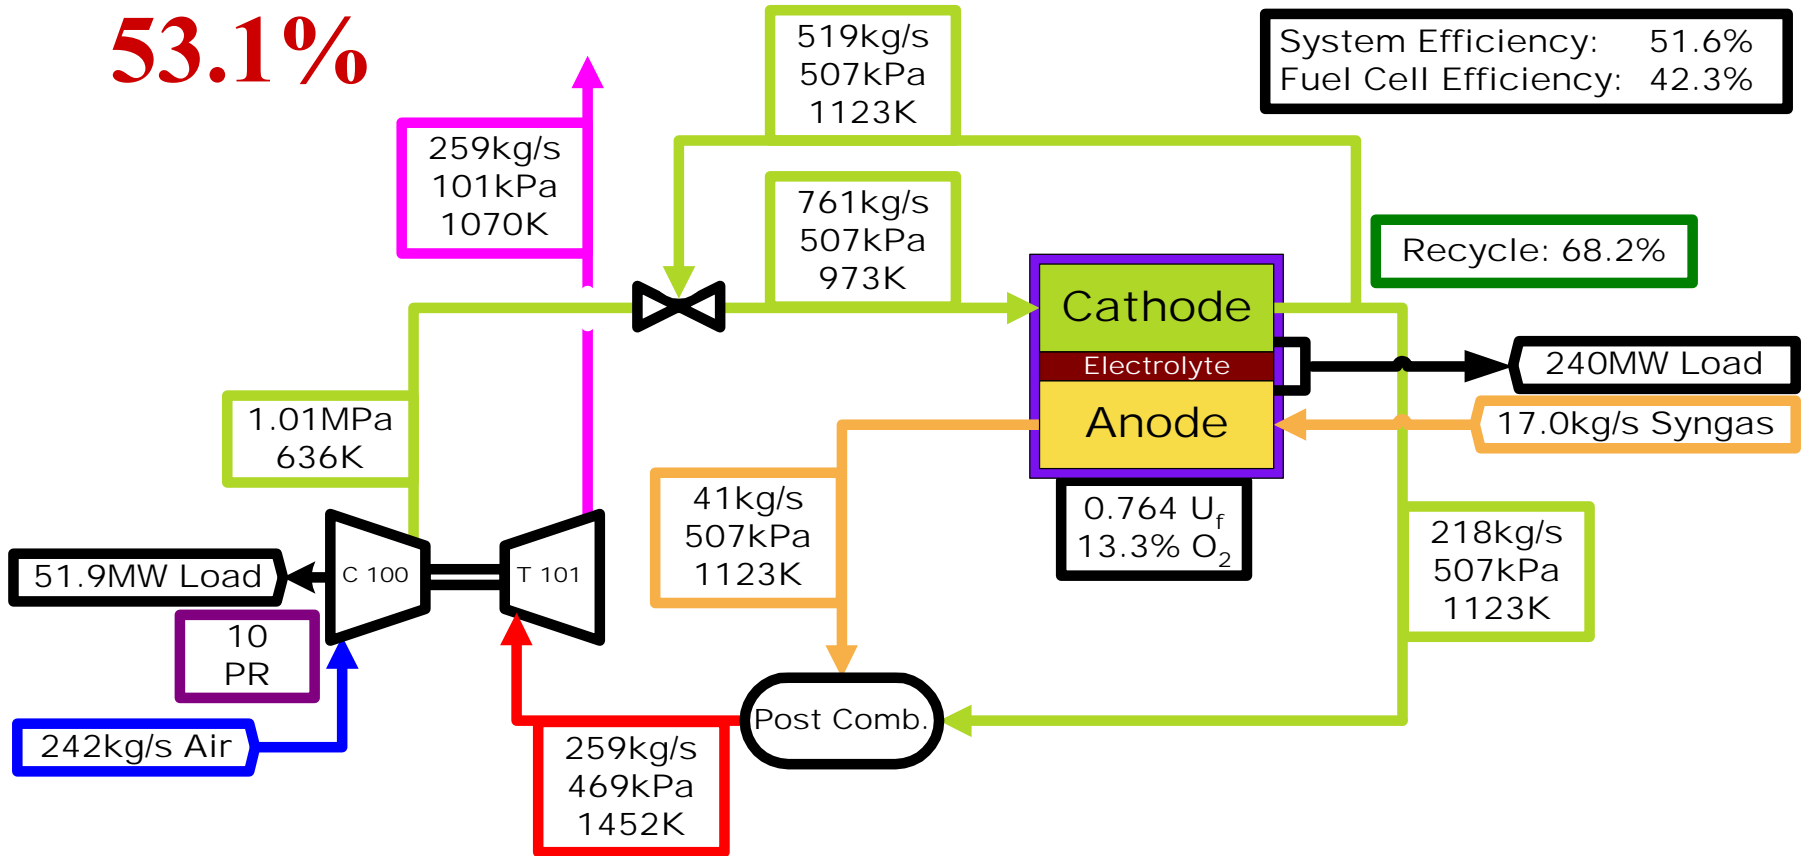 53.1%
519kg/s
507kPa
1123K
System Efficiency: 51.6%
Fuel Cell Efficiency: 42.3%
259kg/s
101kPa
1070K
761kg/s
507kPa
973K
Recycle: 68.2%
Cathode
Electrolyte
Anode
240MW Load
17.0kg/s Syngas
1.01MPa
636K
41kg/s
507kPa
1123K
0.764 Uf
13.3% O2
218kg/s
507kPa
1123K
51.9MW Load
C 100
T 101
10
PR
242kg/s Air
Post Comb.
259kg/s
469kPa
1452K